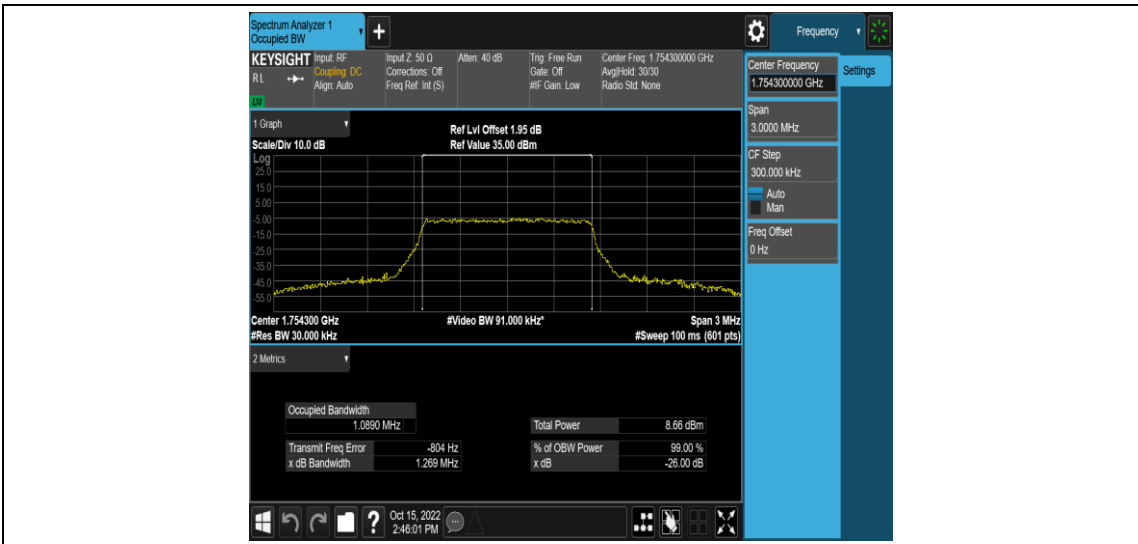 Spectrum Analyzer 1
Occupied BW
+
Frequency
KEYSIGHT
RL
LXI
Input: RF
Coupling: DC
Align: Auto
Input Z: 50 Ω
Corrections: Off
Freq Ref: Int (S)
Atten: 40 dB
Trig: Free Run
Gate: Off
#IF Gain: Low
Center Freq: 1.754300000 GHz
Avg|Hold: 30/30
Radio Std: None
Center Frequency
1.754300000 GHz
Settings
Span
3.0000 MHz
CF Step
300.000 kHz
Auto
Man
Freq Offset
0 Hz
1 Graph
Scale/Div 10.0 dB
Ref Lvl Offset 1.95 dB
Ref Value 35.00 dBm
Log
25.0
15.0
5.00
-5.00
-15.0
-25.0
-35.0
-45.0
-55.0
Center 1.754300 GHz
#Video BW 91.000 kHz*
Span 3 MHz
#Res BW 30.000 kHz
#Sweep 100 ms (601 pts)
2 Metrics
Occupied Bandwidth
1.0890 MHz
Total Power 8.66 dBm
Transmit Freq Error -804 Hz
% of OBW Power 99.00 %
x dB Bandwidth 1.269 MHz
x dB -26.00 dB
?
Oct 15, 2022
2:46:01 PM